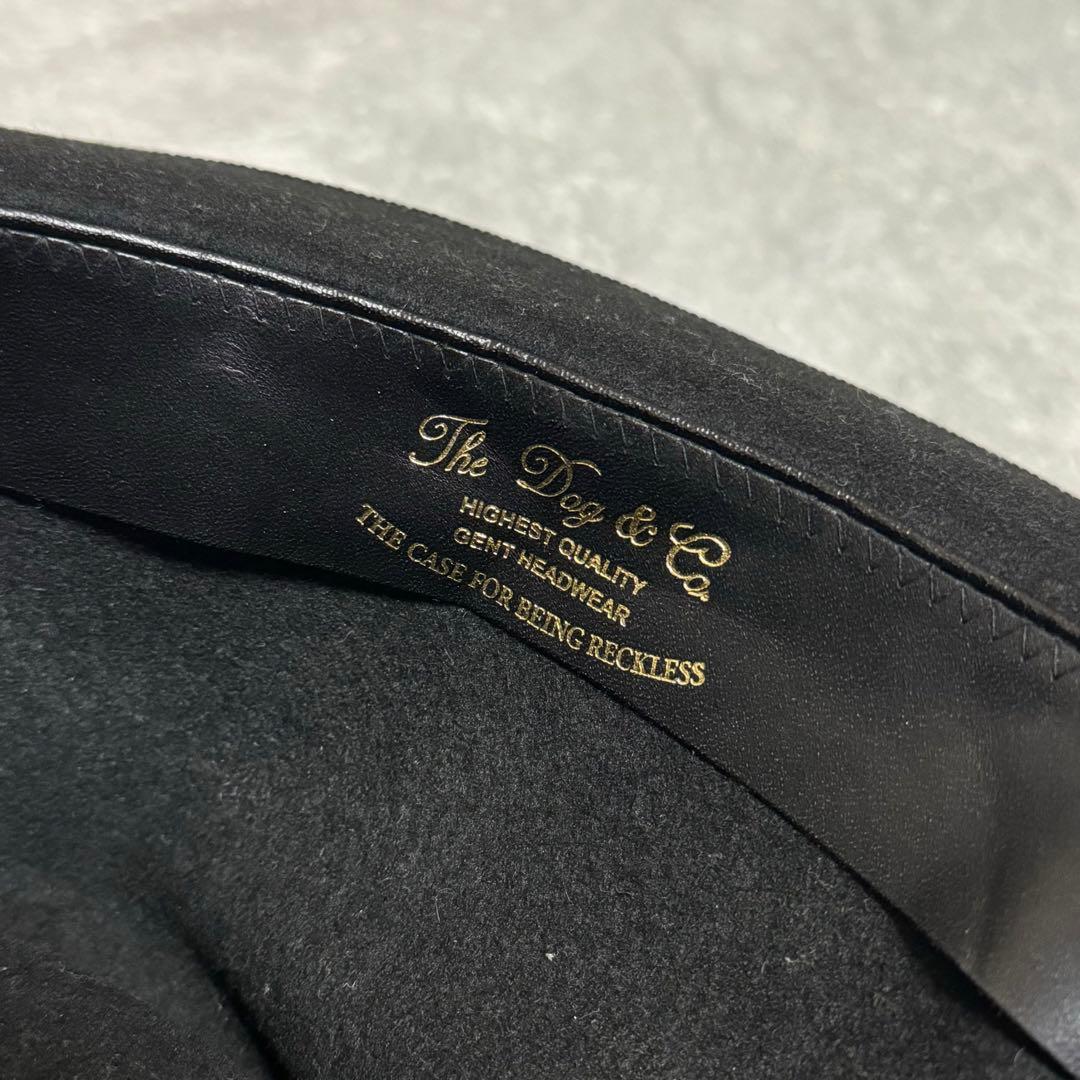 The Dog & Co.
HIGHEST QUALITY
GENT HEADWEAR
THE CASE FOR BEING RECKLESS